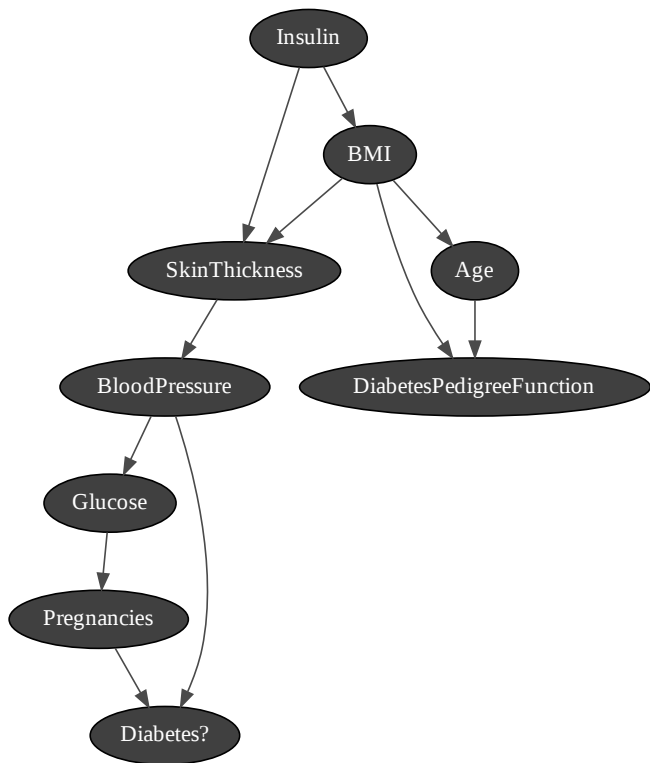 Insulin
BMI
SkinThickness
Age
BloodPressure
DiabetesPedigreeFunction
Glucose
Pregnancies
Diabetes?